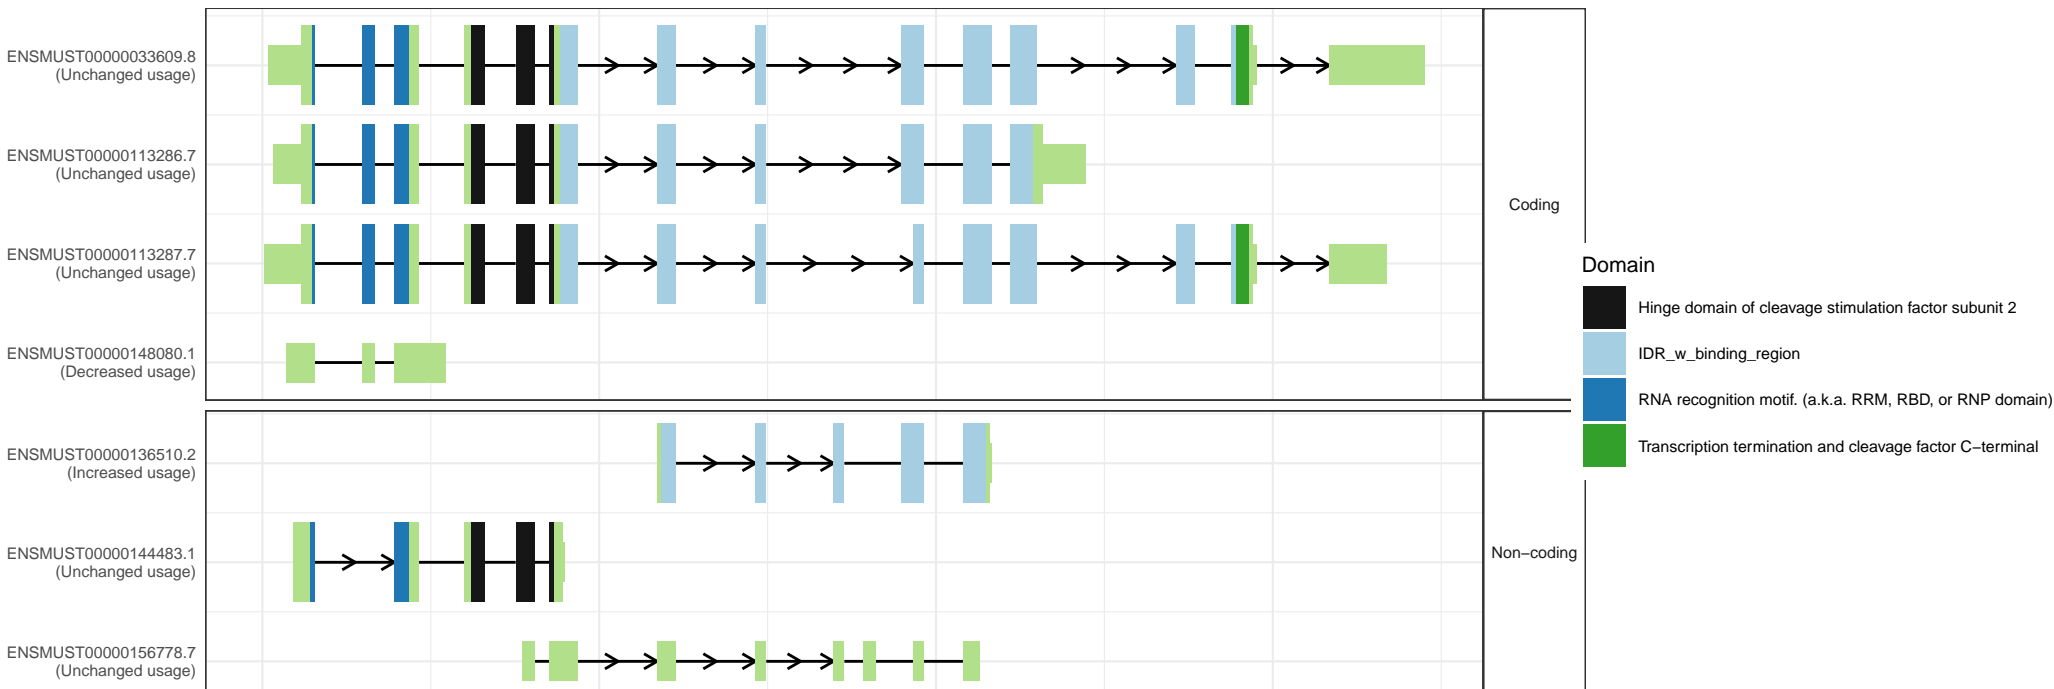 ENSMUST00000033609.8
(Unchanged usage)
ENSMUST00000113286.7
(Unchanged usage)
ENSMUST00000113287.7
(Unchanged usage)
ENSMUST00000148080.1
(Decreased usage)
Coding
ENSMUST00000136510.2
(Increased usage)
ENSMUST00000144483.1
(Unchanged usage)
ENSMUST00000156778.7
(Unchanged usage)
Non−coding
Domain
Hinge domain of cleavage stimulation factor subunit 2
IDR_w_binding_region
RNA recognition motif. (a.k.a. RRM, RBD, or RNP domain)
Transcription termination and cleavage factor C−terminal